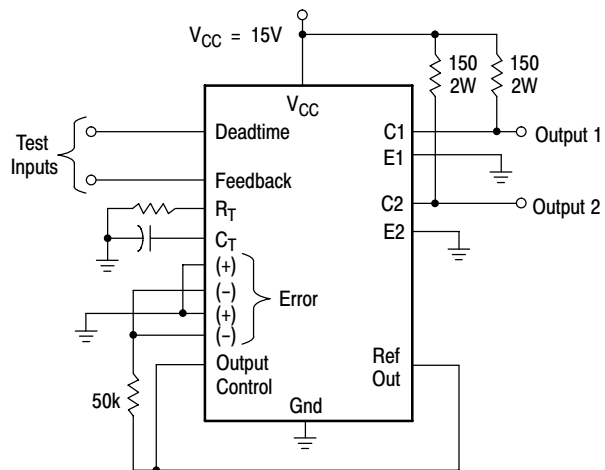 V_CC = 15V
150
2W
150
2W
V_CC
Test
Inputs
Deadtime
Feedback
R_T
C_T
(+)
(–)
(+)
(–)
Error
Output
Control
50k
Gnd
C1
E1
C2
E2
Ref
Out
Output 1
Output 2